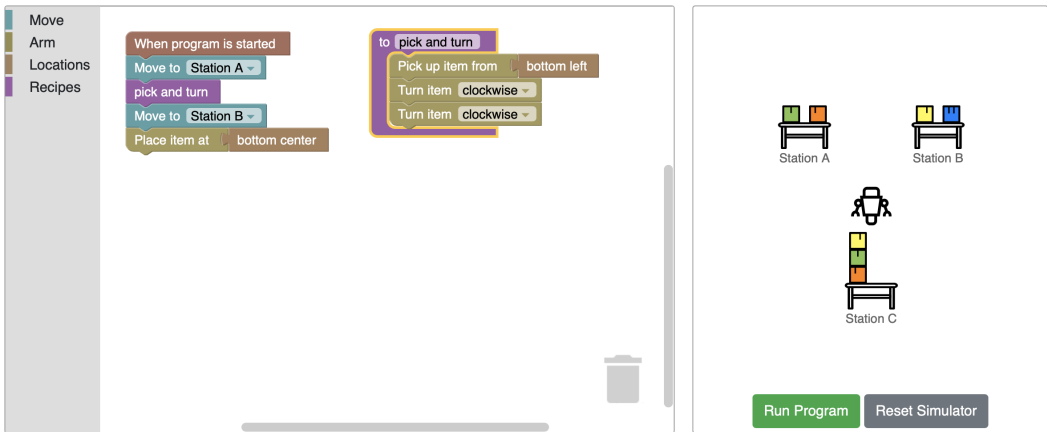 Move
Arm
Locations
Recipes
When program is started
Move to Station A
pick and turn
Move to Station B
Place item at bottom center
to pick and turn
Pick up item from bottom left
Turn item clockwise
Turn item clockwise
Station A
Station B
Station C
Run Program
Reset Simulator